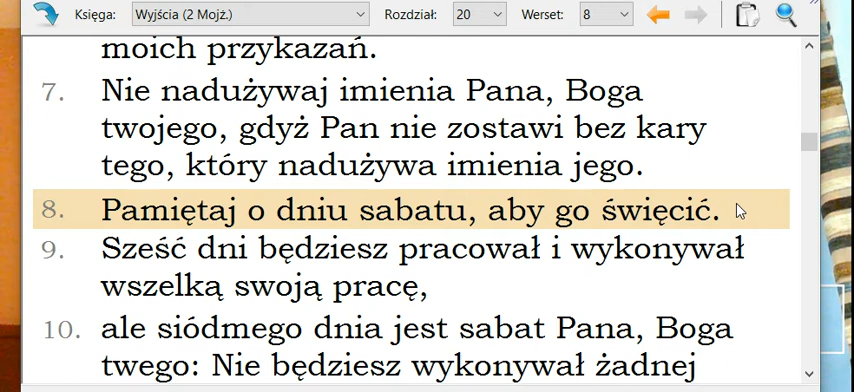 Księga: Wyjścia (2 Mojż.) Rozdział: 20 Werset: 8
moich przykazań.
7. Nie nadużywaj imienia Pana, Boga
twojego, gdyż Pan nie zostawi bez kary
tego, który nadużywa imienia jego.
8. Pamiętaj o dniu sabatu, aby go święcić.
9. Sześć dni będziesz pracował i wykonywał
wszelką swoją pracę,
10. ale siódmego dnia jest sabat Pana, Boga
twego: Nie będziesz wykonywał żadnej